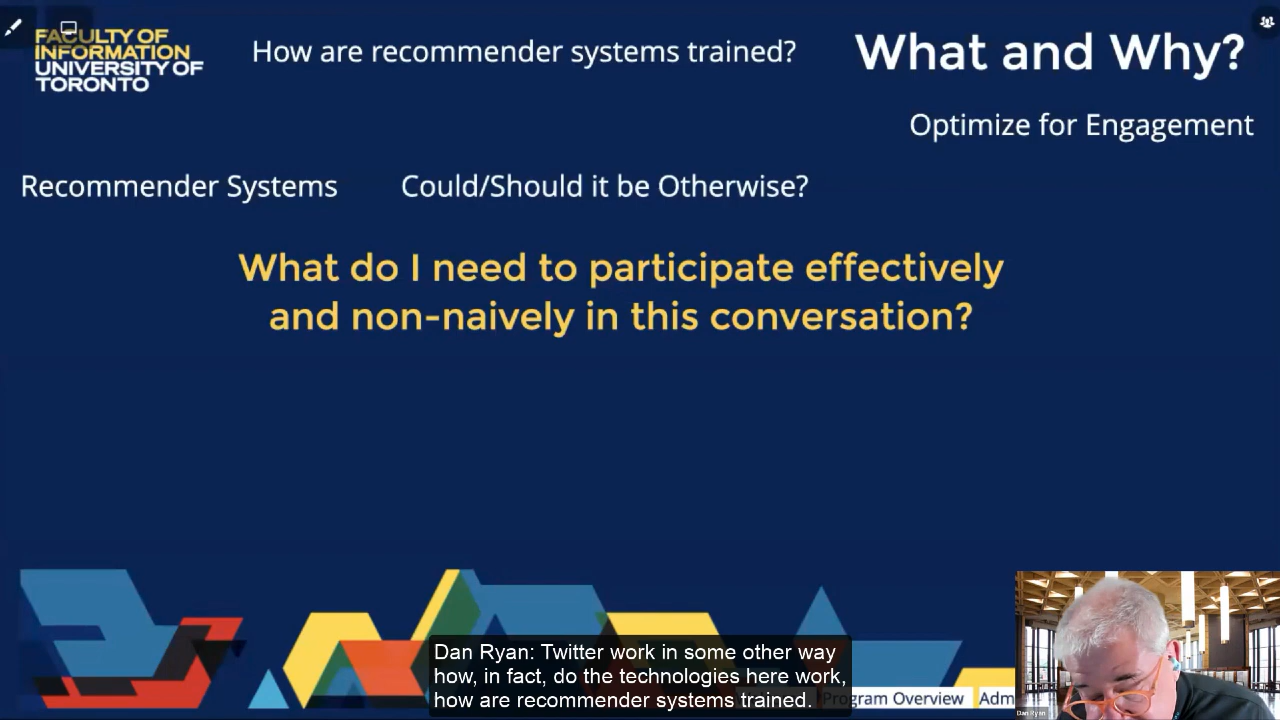 FACULTY OF
INFORMATION
UNIVERSITY OF
TORONTO
How are recommender systems trained?
What and Why?
Optimize for Engagement
Recommender Systems
Could/Should it be Otherwise?
What do I need to participate effectively
and non-naively in this conversation?
Dan Ryan: Twitter work in some other way
how, in fact, do the technologies here work,
how are recommender systems trained.
Program Overview
Adm
Dan Ryan